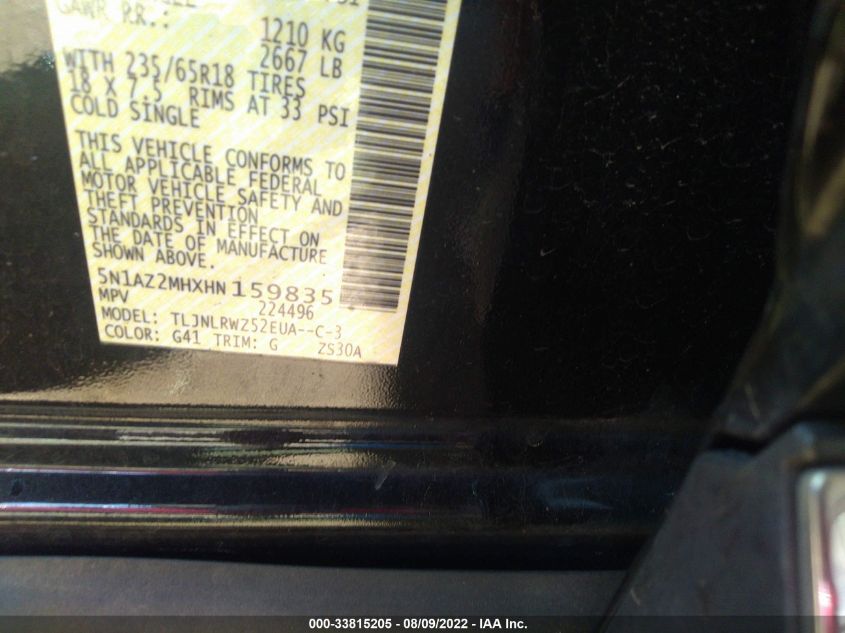 GAWR R.R.:
1210 KG
2667 LB
WITH 235/65R18 TIRES
18 X 7.5 RIMS AT 33 PSI
COLD SINGLE
THIS VEHICLE CONFORMS TO
ALL APPLICABLE FEDERAL
MOTOR VEHICLE SAFETY AND
THEFT PREVENTION
STANDARDS IN EFFECT ON
THE DATE OF MANUFACTURE
SHOWN ABOVE.
5N1AZ2MHXHN159835
MPV 224496
MODEL: TLJNLRWZ52EUA--C-3
COLOR: G41 TRIM: G ZS30A
000-33815205 - 08/09/2022 - IAA Inc.